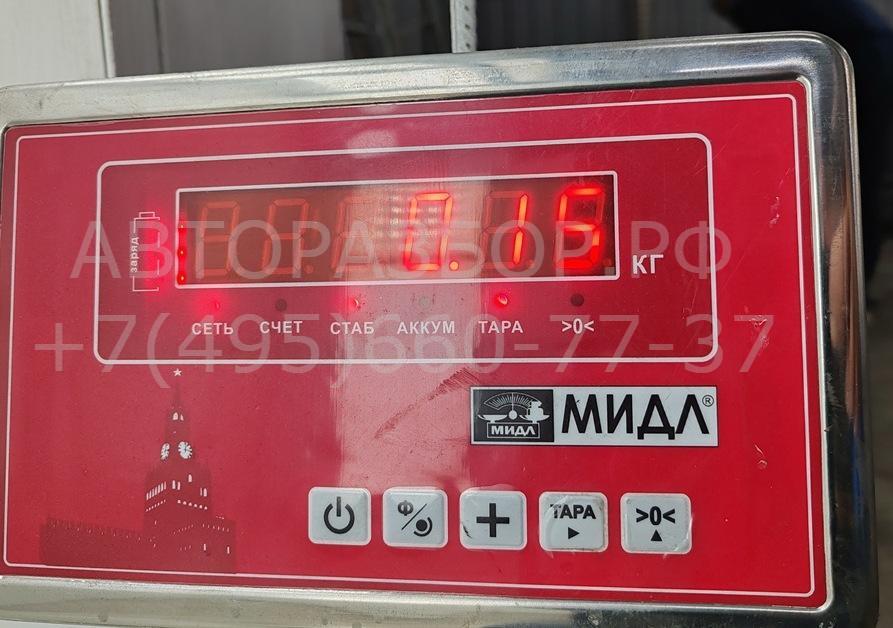 0.15
заряд
АВТОРАЗБОР.РФ
КГ
СЕТЬ СЧЕТ СТАБ АККУМ ТАРА >0<
+7(495)660-77-37
МИДЛ МИДЛ®
Ф ТАРА >0<